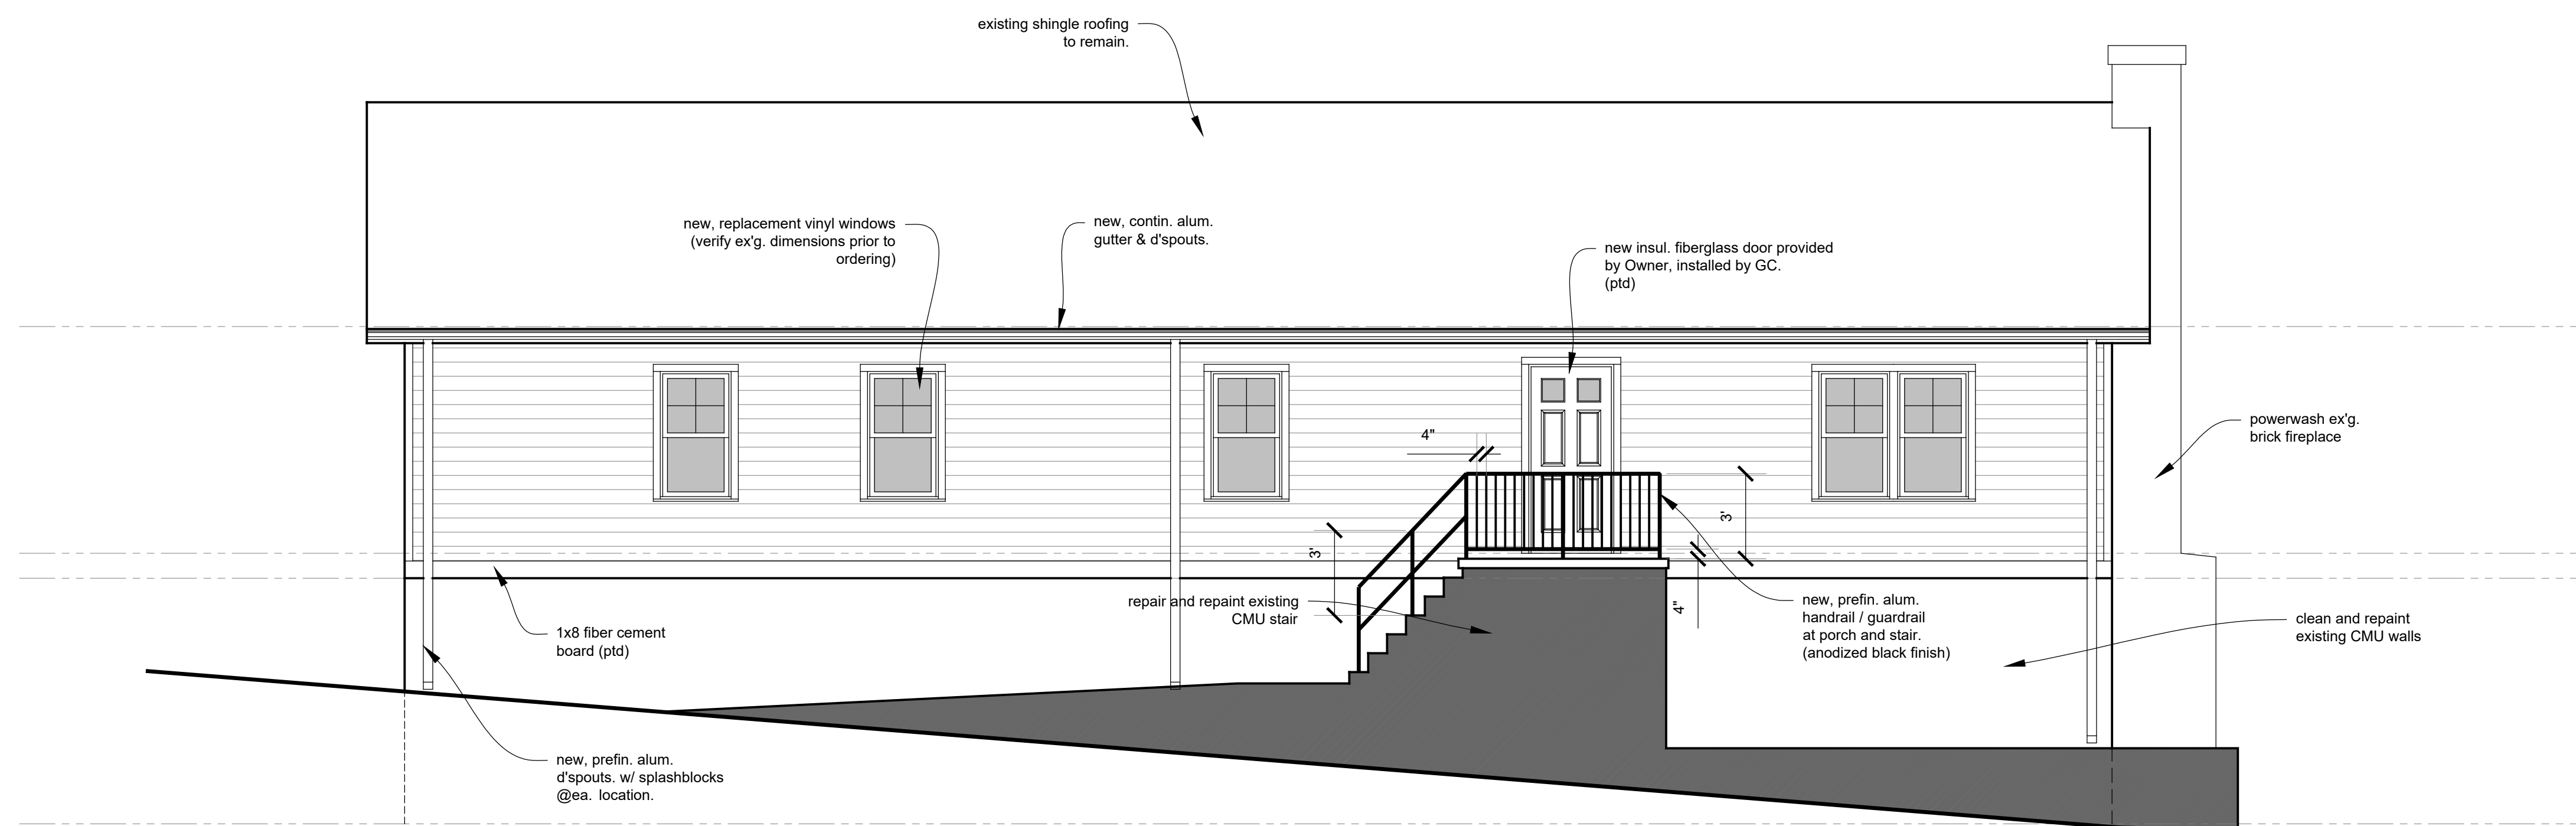 existing shingle roofing
to remain.
new, replacement vinyl windows
(verify ex'g. dimensions prior to
ordering)
new, contin. alum.
gutter & d'spouts.
new insul. fiberglass door provided
by Owner, installed by GC.
(ptd)
powerwash ex'g.
brick fireplace
4"
3'
3'
4"
repair and repaint existing
CMU stair
new, prefin. alum.
handrail / guardrail
at porch and stair.
(anodized black finish)
clean and repaint
existing CMU walls
1x8 fiber cement
board (ptd)
new, prefin. alum.
d'spouts. w/ splashblocks
@ea. location.